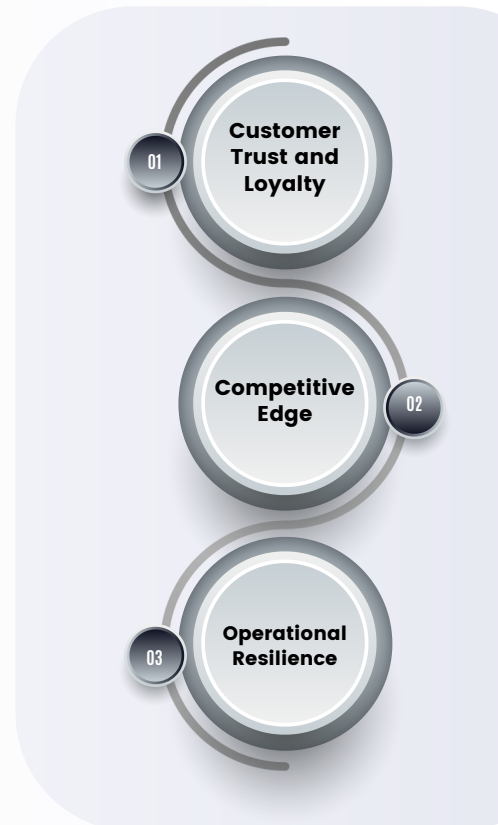 01
Customer
Trust and
Loyalty
Competitive
Edge
02
03
Operational
Resilience